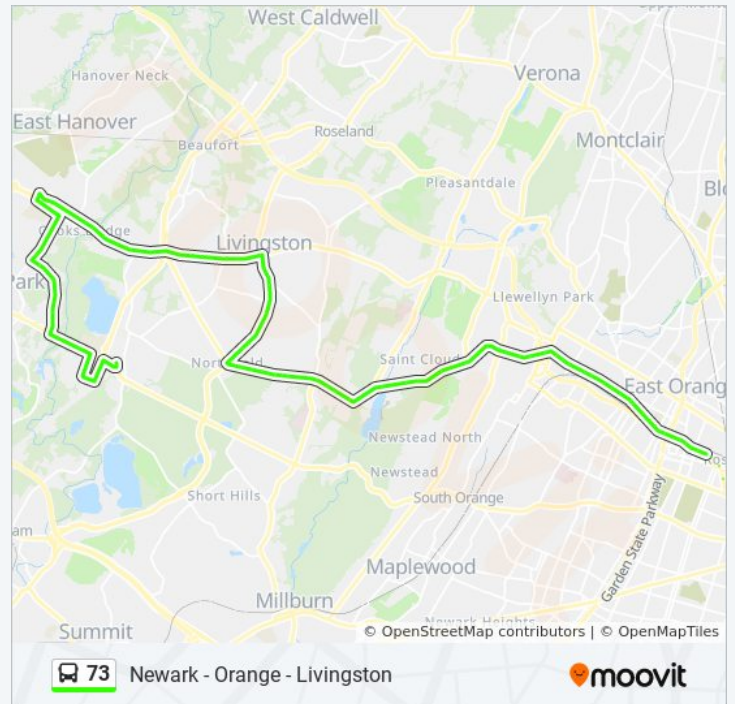 West Caldwell
Hanover Neck
Verona
East Hanover
Roseland
Beaufort
Montclair
Pleasantdale
Livingston
Llewellyn Park
Park
Northfield
Saint Cloud
East Orang
Newstead North
Newstead
South Orange
Short Hills
Garden State Parkway
Maplewood
Millburn
Newark Heights
Summit
© OpenStreetMap contributors | © OpenMapTiles
73 Newark - Orange - Livingston
moovit